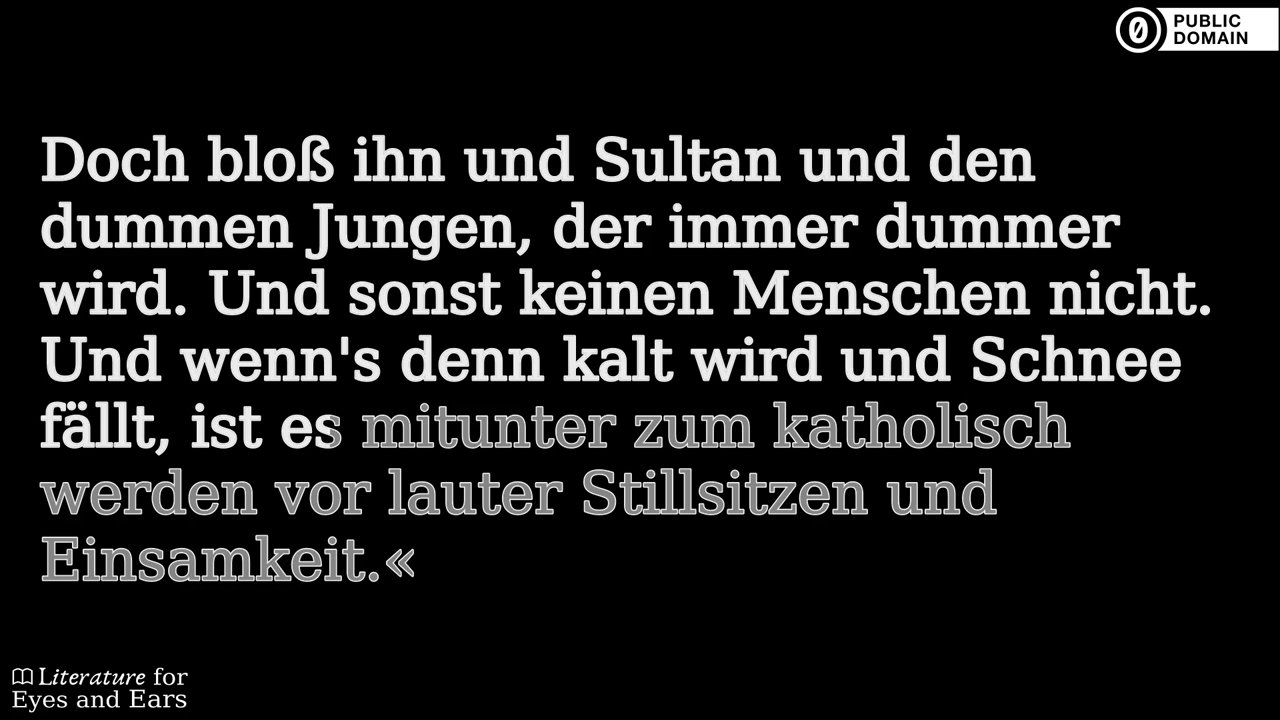 PUBLIC
DOMAIN
Doch bloß ihn und Sultan und den
dummen Jungen, der immer dummer
wird. Und sonst keinen Menschen nicht.
Und wenn's denn kalt wird und Schnee
fällt, ist es mitunter zum katholisch
werden vor lauter Stillsitzen und
Einsamkeit.«
Literature for
Eyes and Ears